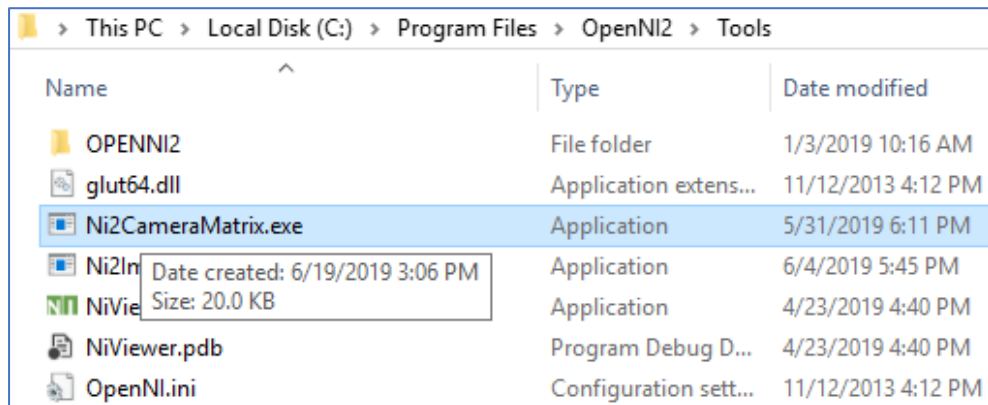 This PC > Local Disk (C:) > Program Files > OpenNI2 > Tools
Name Type Date modified
OPENNI2 File folder 1/3/2019 10:16 AM
glut64.dll Application extens... 11/12/2013 4:12 PM
Ni2CameraMatrix.exe Application 5/31/2019 6:11 PM
Application 6/4/2019 5:45 PM
Date created: 6/19/2019 3:06 PM
Size: 20.0 KB
Application 4/23/2019 4:40 PM
NiViewer.pdb Program Debug D... 4/23/2019 4:40 PM
OpenNI.ini Configuration sett... 11/12/2013 4:12 PM